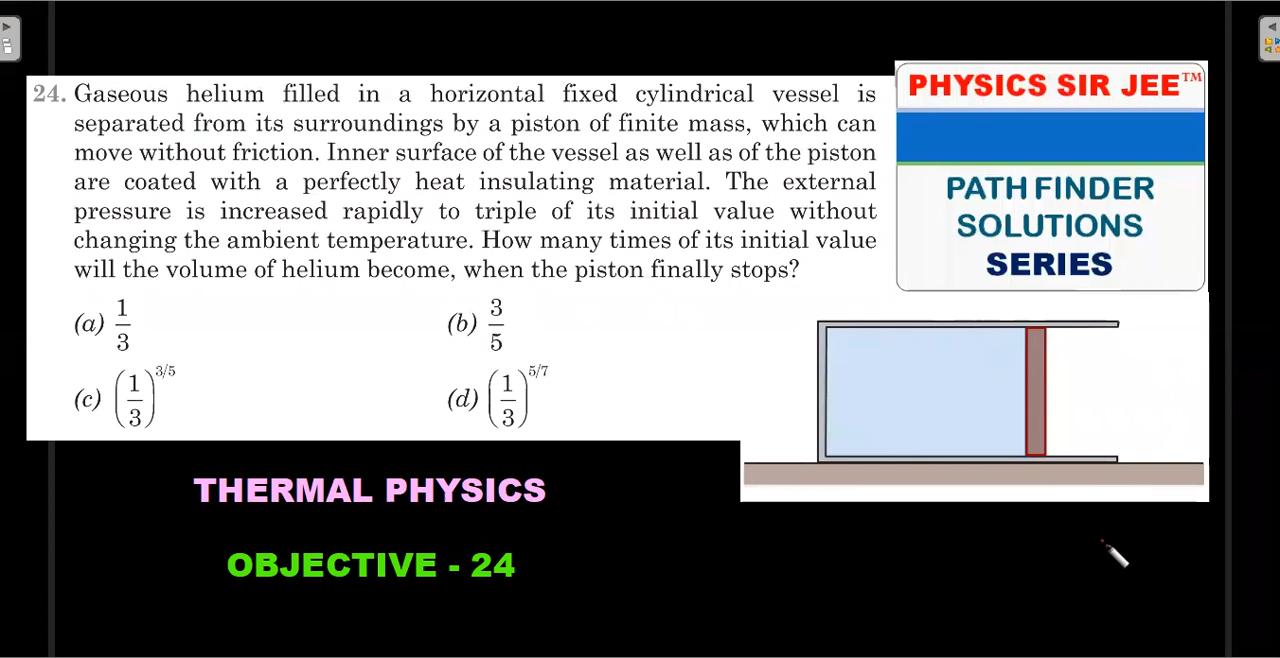 24. Gaseous helium filled in a horizontal fixed cylindrical vessel is
separated from its surroundings by a piston of finite mass, which can
move without friction. Inner surface of the vessel as well as of the piston
are coated with a perfectly heat insulating material. The external
pressure is increased rapidly to triple of its initial value without
changing the ambient temperature. How many times of its initial value
will the volume of helium become, when the piston finally stops?
(a) 1/3
(b) 3/5
(c) (1/3)^3/5
(d) (1/3)^5/7
PHYSICS SIR JEE™
PATH FINDER
SOLUTIONS
SERIES
THERMAL PHYSICS
OBJECTIVE - 24